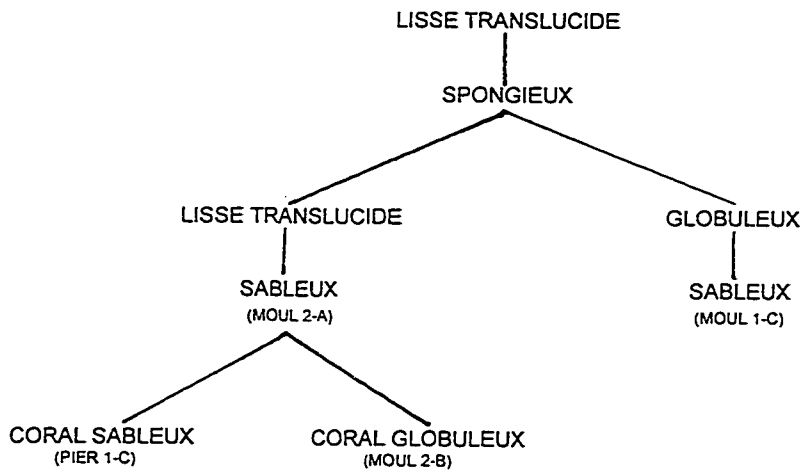 LISSE TRANSLUCIDE
SPONGIEUX
LISSE TRANSLUCIDE
GLOBULEUX
SABLEUX
(MOUL 2-A)
SABLEUX
(MOUL 1-C)
CORAL SABLEUX
(PIER 1-C)
CORAL GLOBULEUX
(MOUL 2-B)